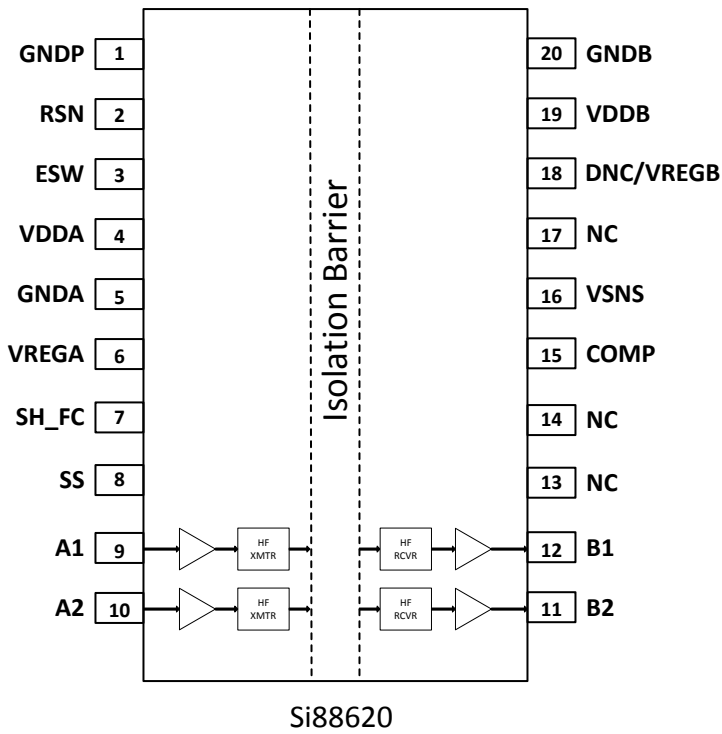 GNDP 1
RSN 2
ESW 3
VDDA 4
GNDA 5
VREGA 6
SH_FC 7
SS 8
A1 9
HF
XMTR
A2 10
HF
XMTR
Isolation Barrier
20 GNDB
19 VDDB
18 DNC/VREGB
17 NC
16 VSNS
15 COMP
14 NC
13 NC
HF
RCVR
12 B1
HF
RCVR
11 B2
Si88620